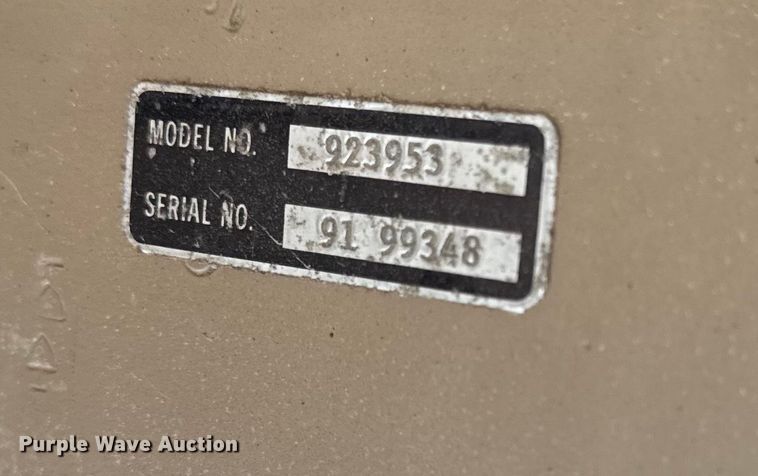 MODEL NO. 923953
SERIAL NO. 91 99348
Purple Wave Auction